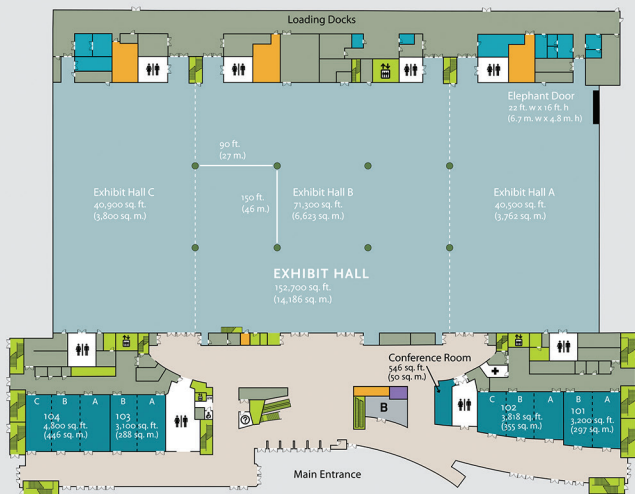 Loading Docks
Elephant Door
22 ft. w x 16 ft. h
(6.7 m. w x 4.8 m. h)
90 ft.
(27 m.)
150 ft.
(46 m.)
Exhibit Hall C
40,900 sq. ft.
(3,800 sq. m.)
Exhibit Hall B
71,300 sq. ft.
(6,623 sq. m.)
Exhibit Hall A
40,500 sq. ft.
(3,762 sq. m.)
EXHIBIT HALL
152,700 sq. ft.
(14,186 sq. m.)
Conference Room
546 sq. ft.
(50 sq. m.)
C B A
104
4,800 sq. ft.
(446 sq. m.)
B A
103
3,100 sq. ft.
(288 sq. m.)
?
B
C B A
102
3,818 sq. ft.
(355 sq. m.)
B A
101
3,200 sq. ft.
(297 sq. m.)
Main Entrance